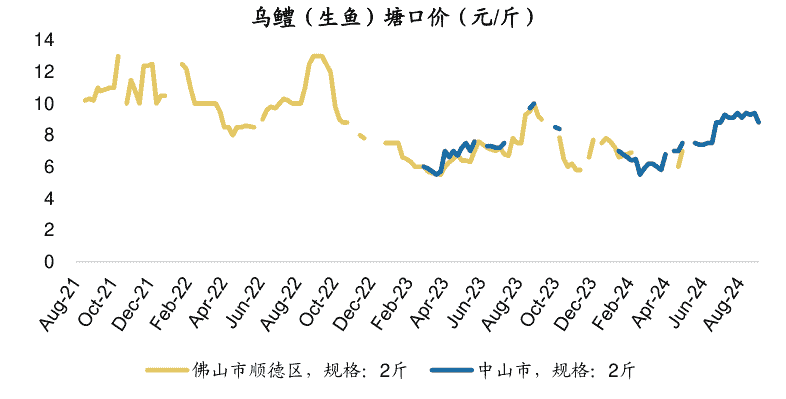 乌鳢（生鱼）塘口价（元/斤）
14
12
10
8
6
4
2
0
Aug-21
Oct-21
Dec-21
Feb-22
Apr-22
Jun-22
Aug-22
Oct-22
Dec-22
Feb-23
Apr-23
Jun-23
Aug-23
Oct-23
Dec-23
Feb-24
Apr-24
Jun-24
Aug-24
佛山市顺德区，规格：2斤
中山市，规格：2斤